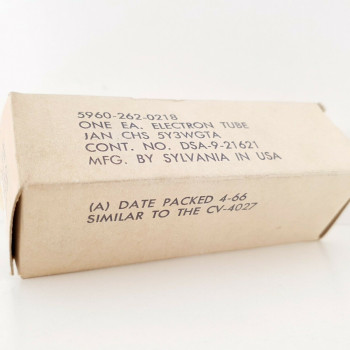 5960-262-0218
ONE EA. ELECTRON TUBE
JAN CHS 5Y3WGTA
CONT. NO. DSA-9-21621
MFG. BY SYLVANIA IN USA
(A) DATE PACKED 4-66
SIMILAR TO THE CV-4027